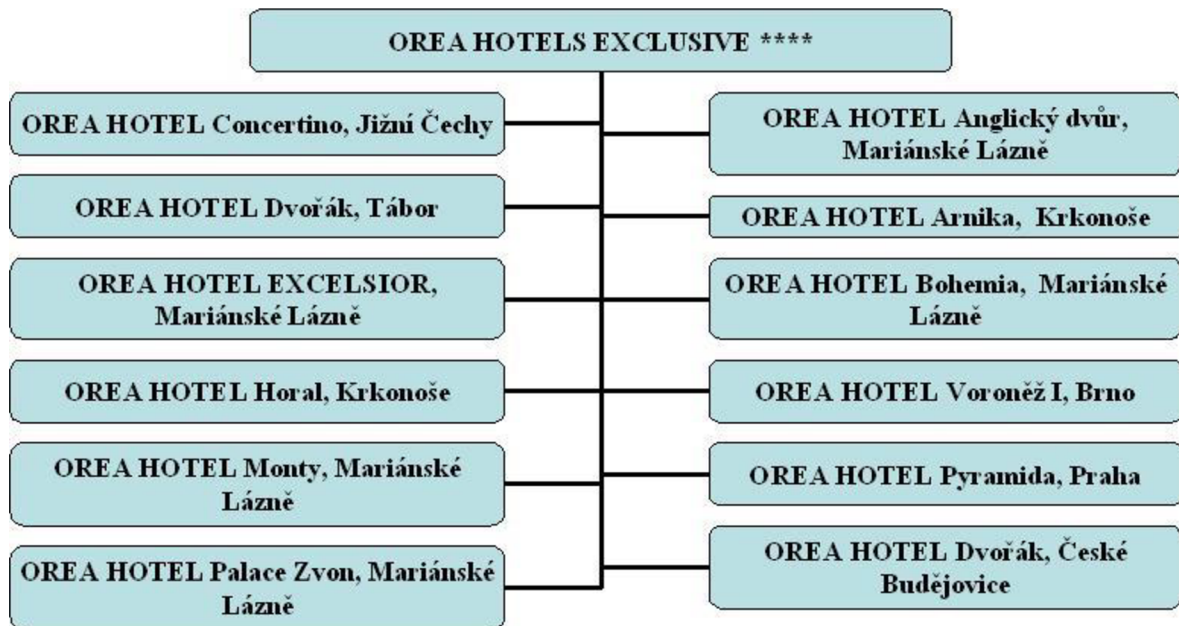 OREA HOTELS EXCLUSIVE ****
OREA HOTEL Concertino, Jižní Čechy
OREA HOTEL Dvořák, Tábor
OREA HOTEL EXCELSIOR,
Mariánské Lázně
OREA HOTEL Horal, Krkonoše
OREA HOTEL Monty, Mariánské
Lázně
OREA HOTEL Palace Zvon, Mariánské
Lázně
OREA HOTEL Anglický dvůr,
Mariánské Lázně
OREA HOTEL Arnika, Krkonoše
OREA HOTEL Bohemia, Mariánské
Lázně
OREA HOTEL Voroněž I, Brno
OREA HOTEL Pyramida, Praha
OREA HOTEL Dvořák, České
Budějovice